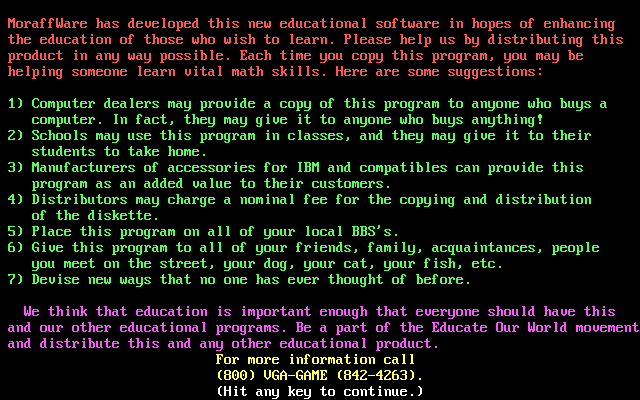 MoraffWare has developed this new educational software in hopes of enhancing
the education of those who wish to learn. Please help us by distributing this
product in any way possible. Each time you copy this program, you may be
helping someone learn vital math skills. Here are some suggestions:
1) Computer dealers may provide a copy of this program to anyone who buys a
computer. In fact, they may give it to anyone who buys anything!
2) Schools may use this program in classes, and they may give it to their
students to take home.
3) Manufacturers of accessories for IBM and compatibles can provide this
program as an added value to their customers.
4) Distributors may charge a nominal fee for the copying and distribution
of the diskette.
5) Place this program on all of your local BBS's.
6) Give this program to all of your friends, family, acquaintances, people
you meet on the street, your dog, your cat, your fish, etc.
7) Devise new ways that no one has ever thought of before.
We think that education is important enough that everyone should have this
and our other educational programs. Be a part of the Educate Our World movement
and distribute this and any other educational product.
For more information call
(800) VGA-GAME (842-4263).
(Hit any key to continue.)